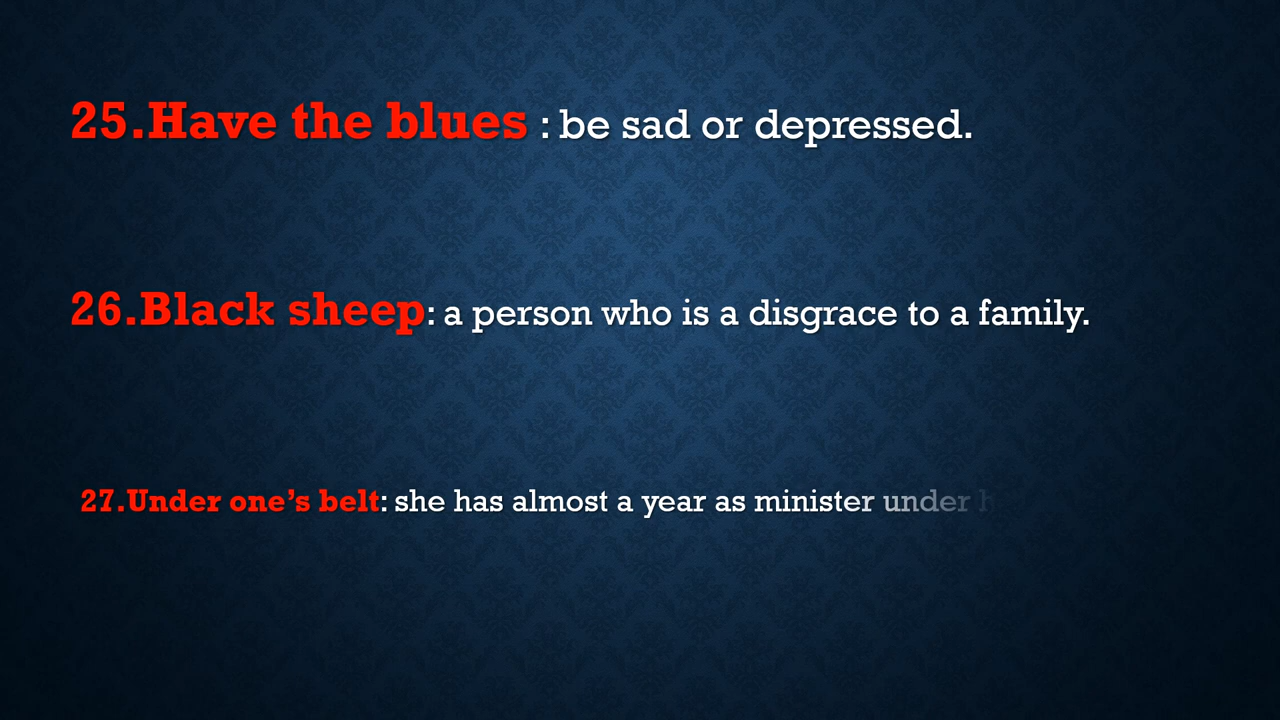 25.Have the blues : be sad or depressed.
26.Black sheep: a person who is a disgrace to a family.
27.Under one’s belt: she has almost a year as minister under